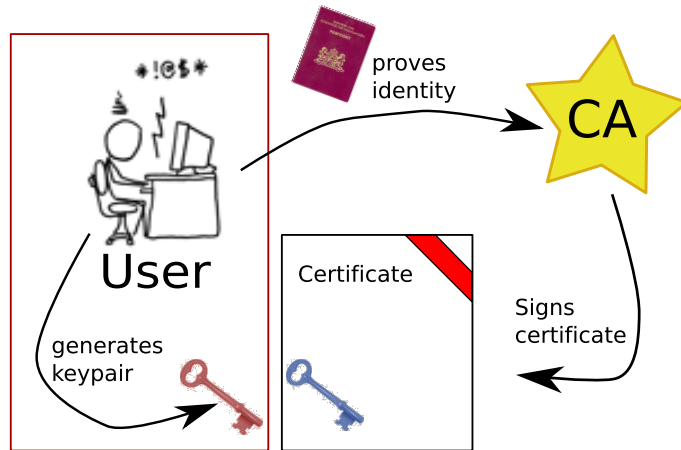 *!@$*
proves
identity
CA
User
Certificate
Signs
certificate
generates
keypair